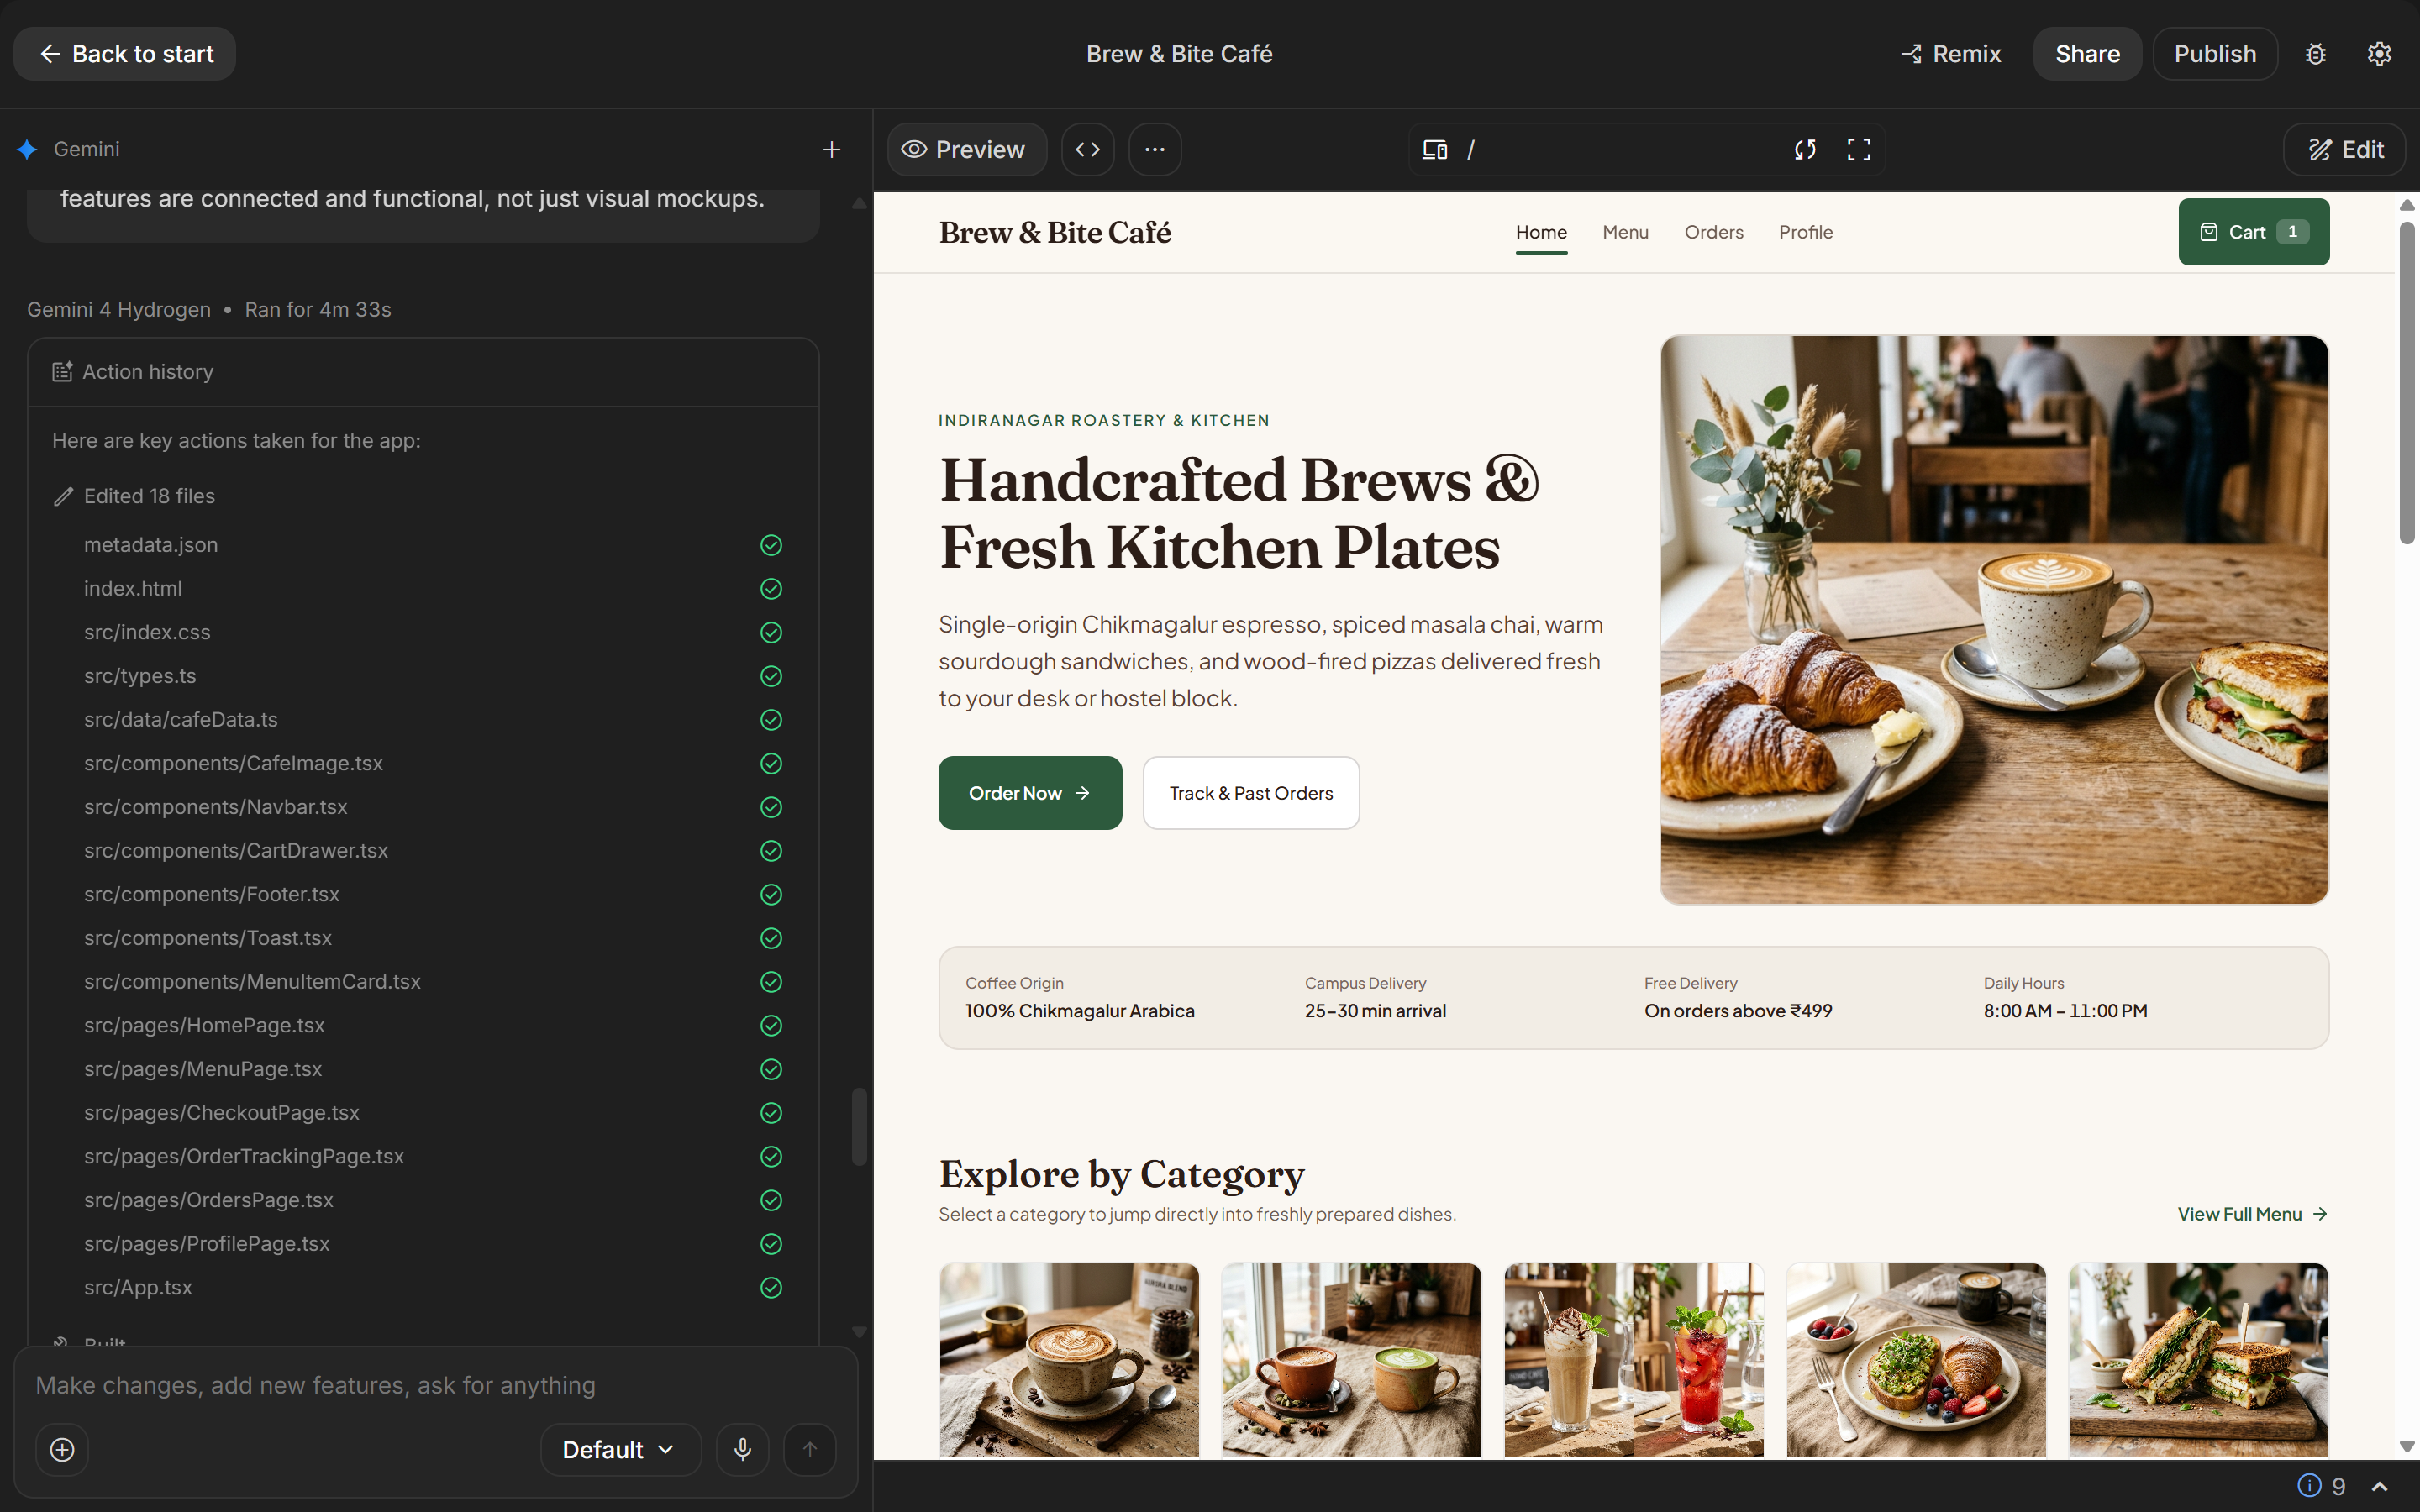 Back to start
Brew & Bite Café
Remix
Share
Publish
Gemini
features are connected and functional, not just visual mockups.
Gemini 4 Hydrogen • Ran for 4m 33s
Action history
Here are key actions taken for the app:
Edited 18 files
metadata.json
index.html
src/index.css
src/types.ts
src/data/cafeData.ts
src/components/CafeImage.tsx
src/components/Navbar.tsx
src/components/CartDrawer.tsx
src/components/Footer.tsx
src/components/Toast.tsx
src/components/MenuItemCard.tsx
src/pages/HomePage.tsx
src/pages/MenuPage.tsx
src/pages/CheckoutPage.tsx
src/pages/OrderTrackingPage.tsx
src/pages/OrdersPage.tsx
src/pages/ProfilePage.tsx
src/App.tsx
Built
Make changes, add new features, ask for anything
Default
Preview
/
Edit
Brew & Bite Café
Home
Menu
Orders
Profile
Cart 1
INDIRANAGAR ROASTERY & KITCHEN
Handcrafted Brews &
Fresh Kitchen Plates
Single-origin Chikmagalur espresso, spiced masala chai, warm
sourdough sandwiches, and wood-fired pizzas delivered fresh
to your desk or hostel block.
Order Now
Track & Past Orders
Coffee Origin
100% Chikmagalur Arabica
Campus Delivery
25–30 min arrival
Free Delivery
On orders above ₹499
Daily Hours
8:00 AM – 11:00 PM
Explore by Category
Select a category to jump directly into freshly prepared dishes.
View Full Menu
9